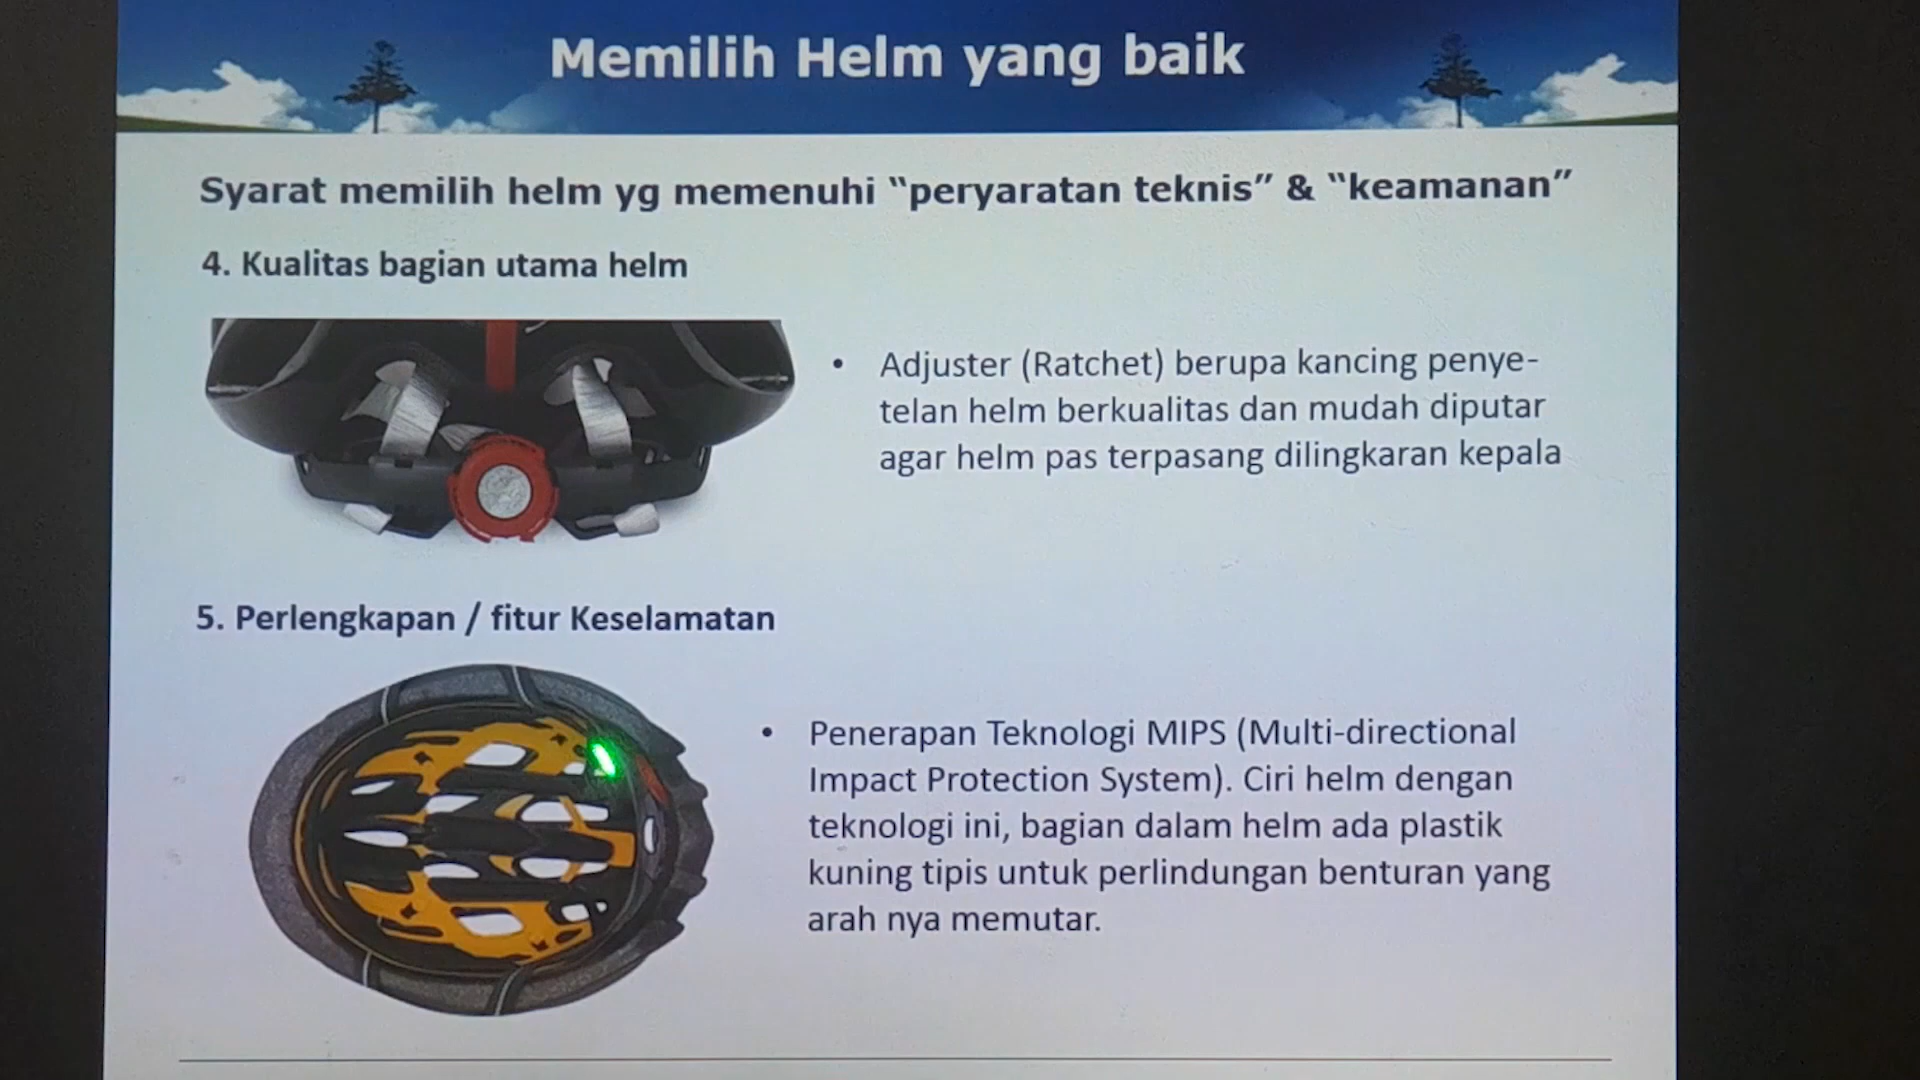 Memilih Helm yang baik
Syarat memilih helm yg memenuhi “peryaratan teknis” & “keamanan”
4. Kualitas bagian utama helm
• Adjuster (Ratchet) berupa kancing penye-
telan helm berkualitas dan mudah diputar
agar helm pas terpasang dilingkaran kepala
5. Perlengkapan / fitur Keselamatan
• Penerapan Teknologi MIPS (Multi-directional
Impact Protection System). Ciri helm dengan
teknologi ini, bagian dalam helm ada plastik
kuning tipis untuk perlindungan benturan yang
arah nya memutar.